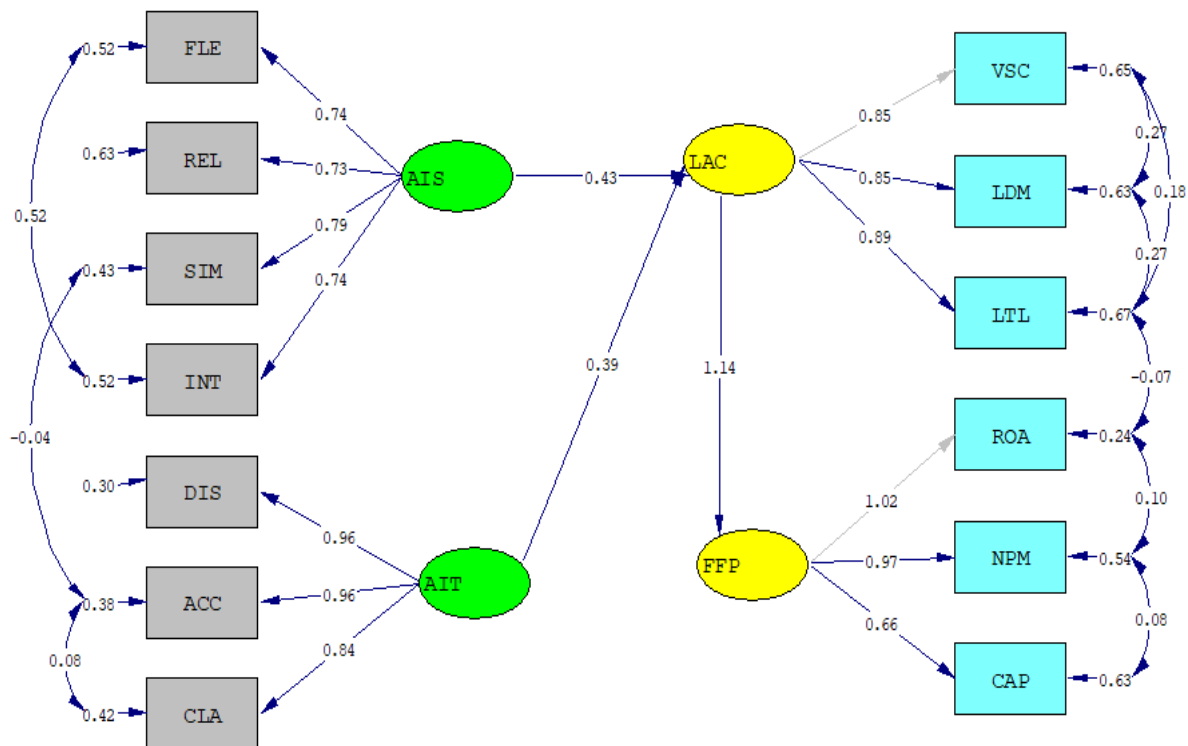 0.52 FLE
VSC 0.65
0.74
0.85
0.27
0.63 REL
0.73
AIS
0.43
LAC
0.85
LDM 0.63
0.18
0.52
0.79
0.89
0.27
0.43 SIM
0.74
LTL 0.67
0.39
1.14
0.52 INT
-0.07
ROA 0.24
-0.04
0.30 DIS
1.02
0.10
0.96
FFP
0.97
NPM 0.54
AIT
0.38 ACC
0.96
0.66
0.08
0.08
0.84
CAP 0.63
0.42 CLA